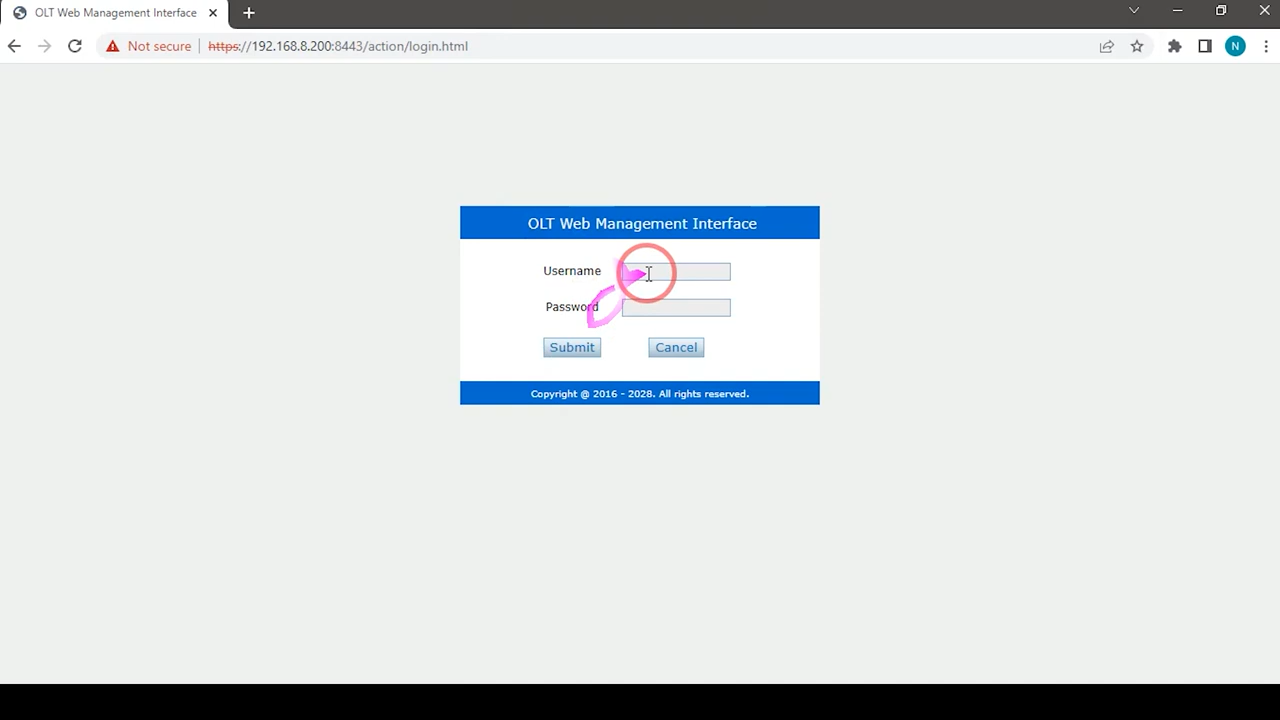 OLT Web Management Interface
Not secure
https://192.168.8.200:8443/action/login.html
N
OLT Web Management Interface
Username
Password
Submit
Cancel
Copyright @ 2016 - 2028. All rights reserved.